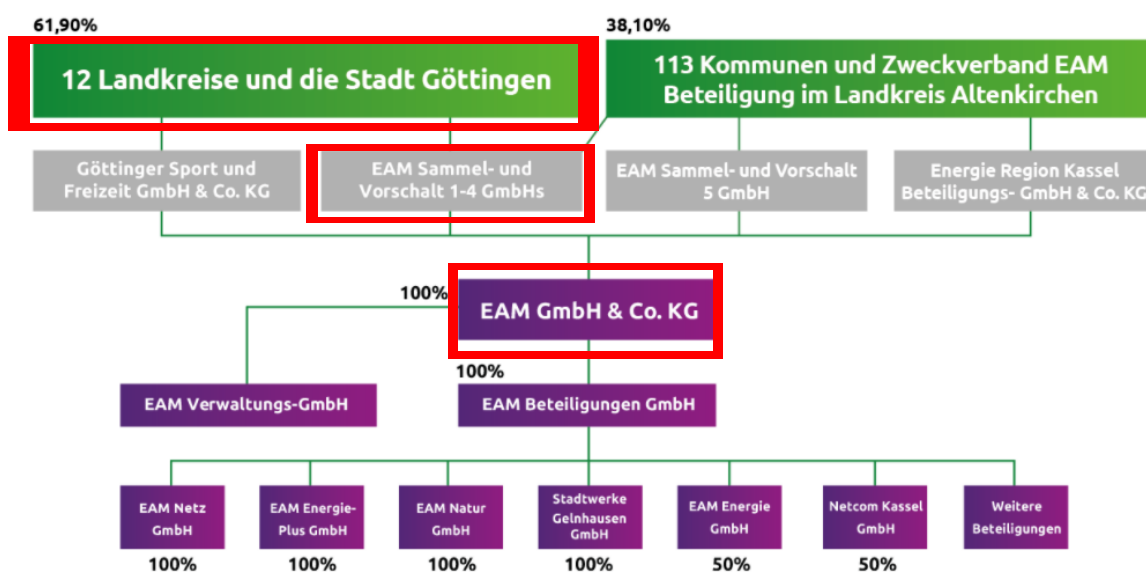 61,90%
38,10%
12 Landkreise und die Stadt Göttingen
113 Kommunen und Zweckverband EAM
Beteiligung im Landkreis Altenkirchen
Göttinger Sport und
Freizeit GmbH & Co. KG
EAM Sammel- und
Vorschalt 1-4 GmbHs
EAM Sammel- und Vorschalt
5 GmbH
Energie Region Kassel
Beteiligungs- GmbH & Co. KG
100%
EAM GmbH & Co. KG
100%
EAM Verwaltungs-GmbH
EAM Beteiligungen GmbH
EAM Netz
GmbH
100%
EAM Energie-
Plus GmbH
100%
EAM Natur
GmbH
100%
Stadtwerke
Gelnhausen
GmbH
100%
EAM Energie
GmbH
50%
Netcom Kassel
GmbH
50%
Weitere
Beteiligungen